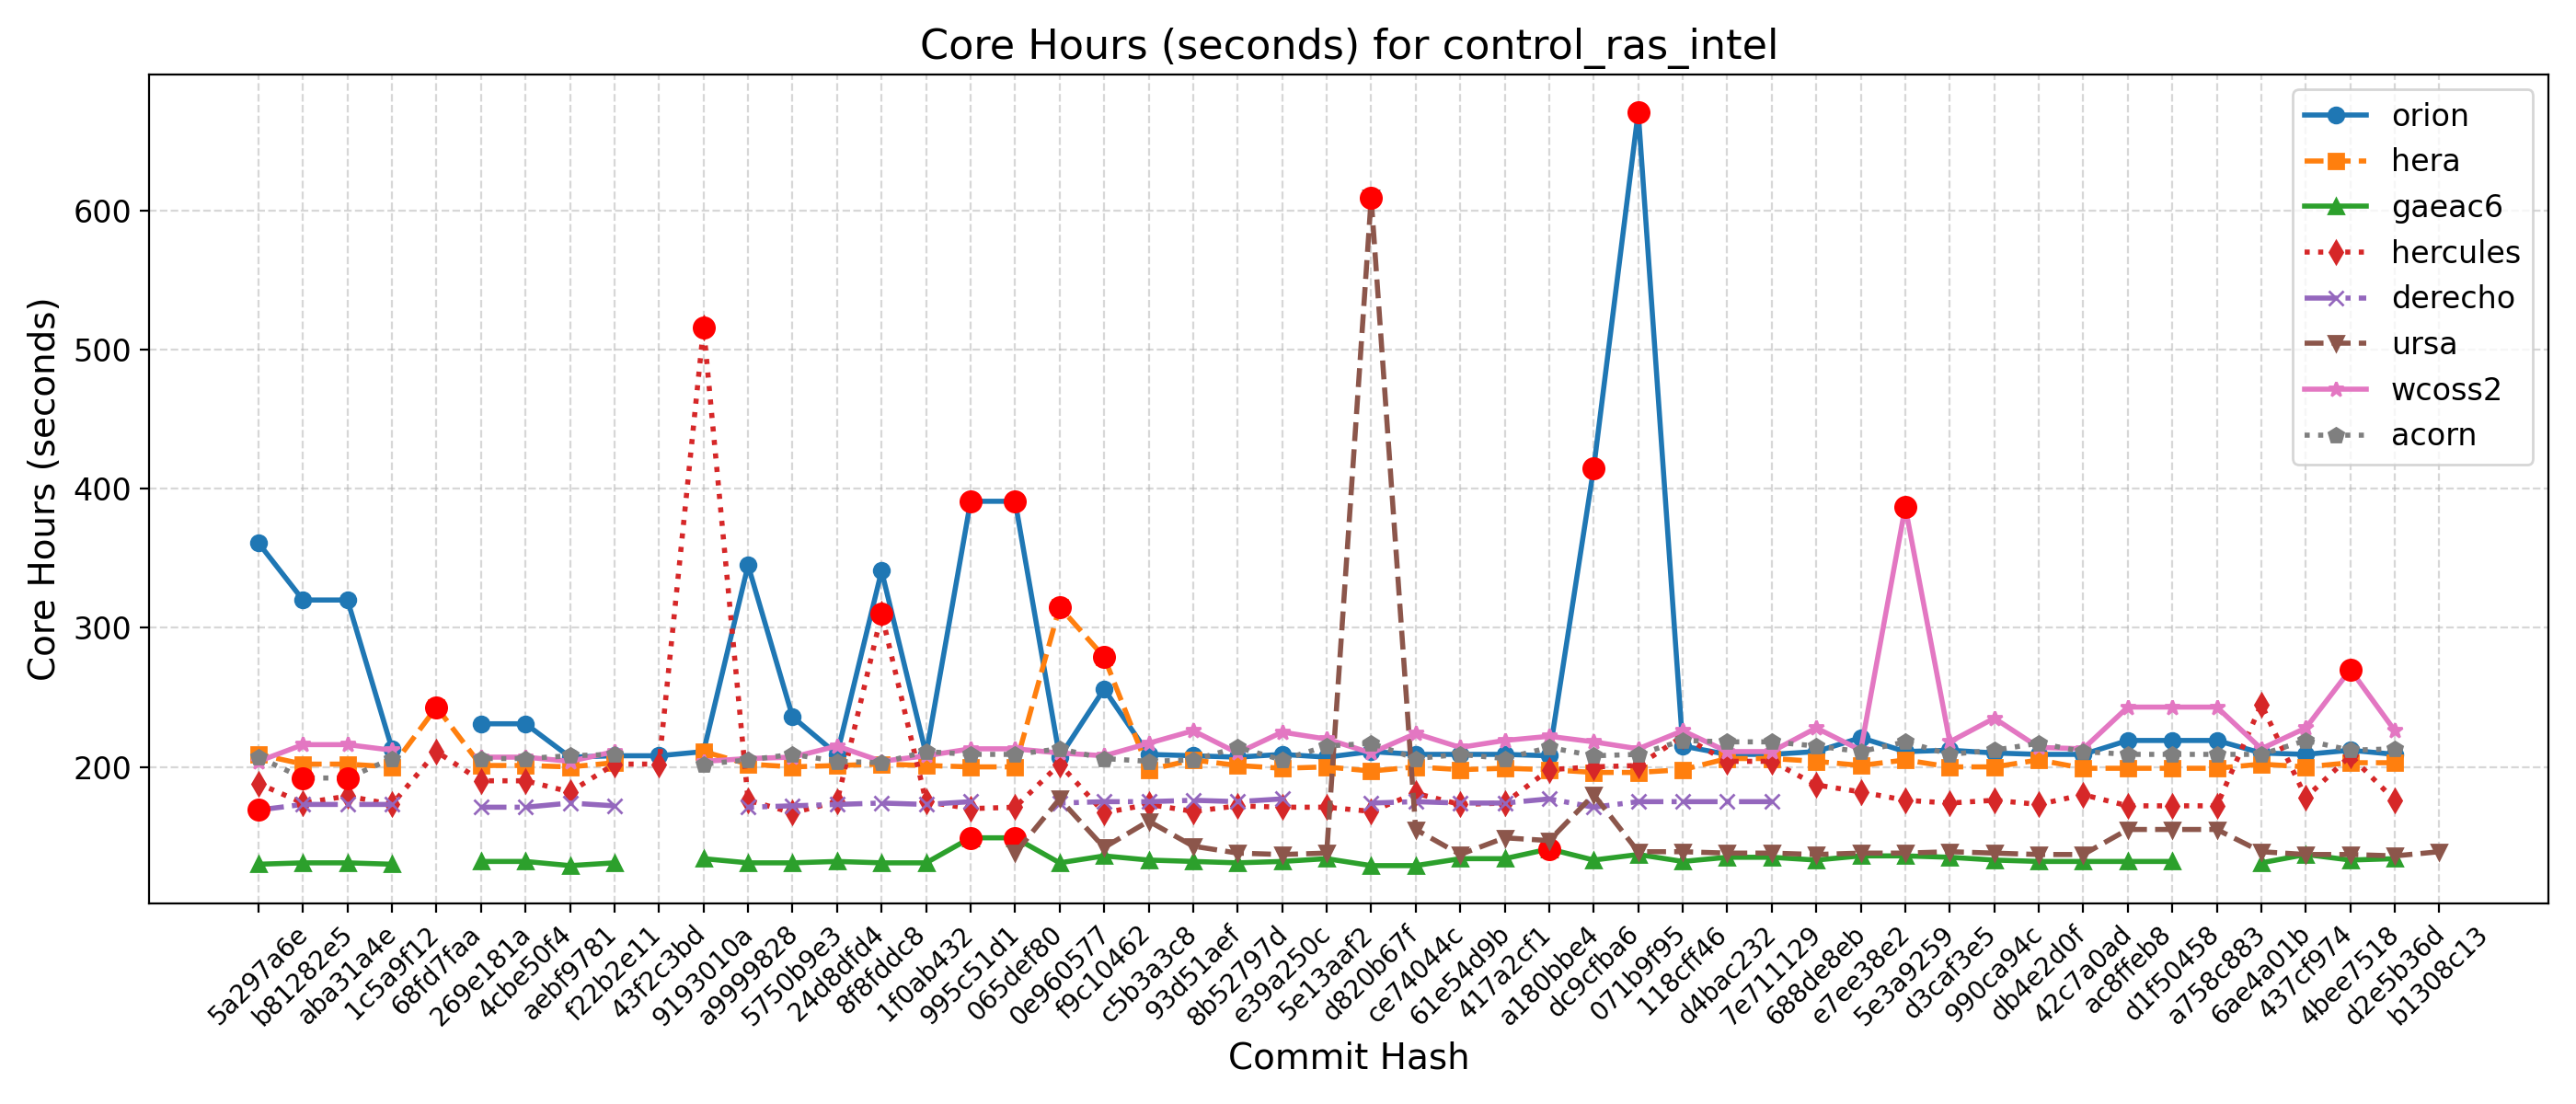 Core Hours (seconds) for control_ras_intel
Core Hours (seconds)
600
500
400
300
200
orion
hera
gaeac6
hercules
derecho
ursa
wcoss2
acorn
5a297a6e
b81282e5
aba31a4e
1c5a9f12
68fd7faa
269e181a
4cbe50f4
aebf9781
f22b2e11
43f2c3bd
9193010a
a9999828
5750b9e3
24d8dfd4
8f8fddc8
1f0ab432
995c51d1
065def80
0e960577
f9c10462
c5b3a3c8
93d51aef
8b52797d
e39a250c
5e13aaf2
d820b67f
ce74044c
61e54d9b
417a2cf1
a180bbe4
dc9cfba6
071b9f95
118cff46
d4bac232
7e711129
688de8eb
e7ee38e2
5e3a9259
d3caf3e5
990ca94c
db4e2d0f
42c7a0ad
ac8ffeb8
d1f50458
a758c883
6ae4a01b
437cf974
4bee7518
d2e5b36d
b1308c13
Commit Hash